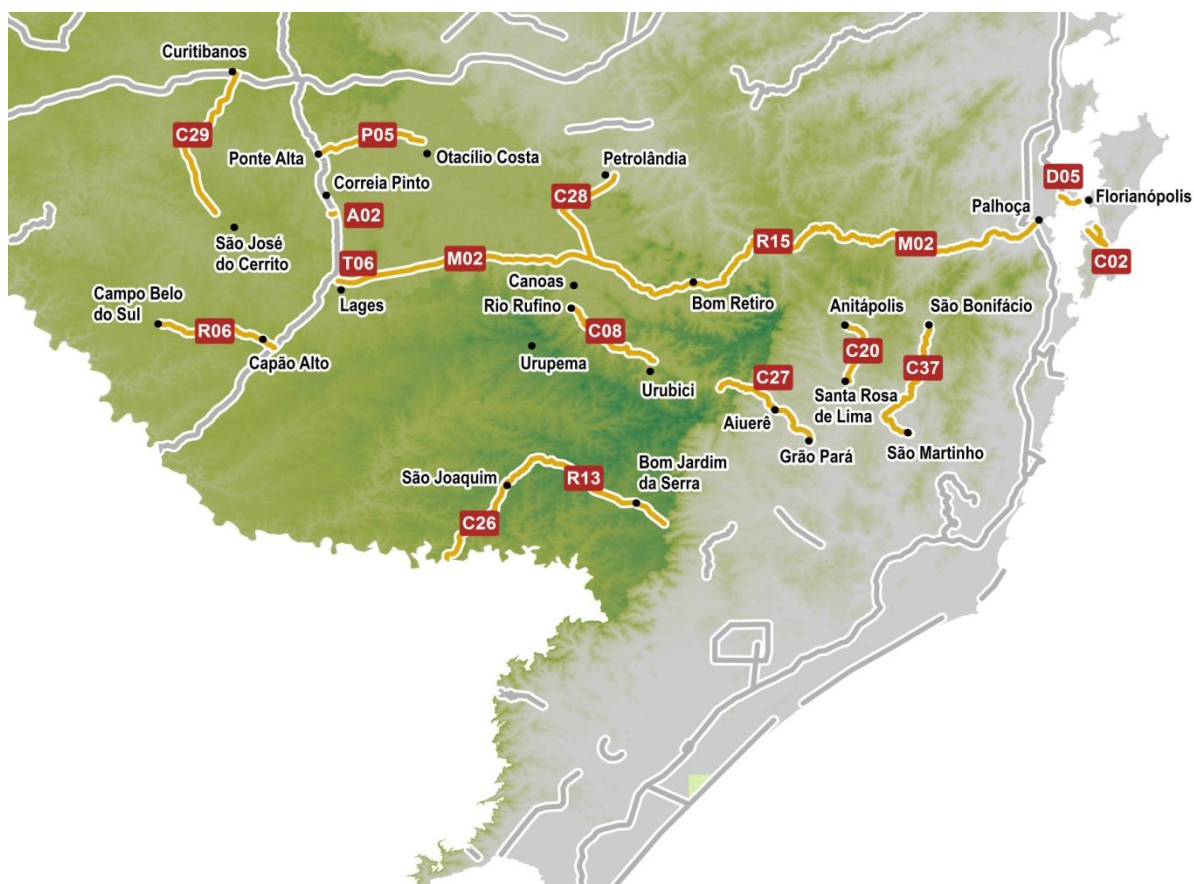 Curitibanos
C29
P05
Ponte Alta
Otacílio Costa
Petrolândia
Correia Pinto
D05
C28
Florianópolis
A02
Palhoça
São José
do Cerrito
R15
M02
T06
M02
C02
Canoas
Lages
Bom Retiro
Campo Belo
do Sul
Rio Rufino
Anitápolis
São Bonifácio
R06
C08
Capão Alto
Urupema
C20
C37
Urubici
C27
Santa Rosa
de Lima
Aiuerê
Grão Pará
São Martinho
São Joaquim
R13
Bom Jardim
da Serra
C26